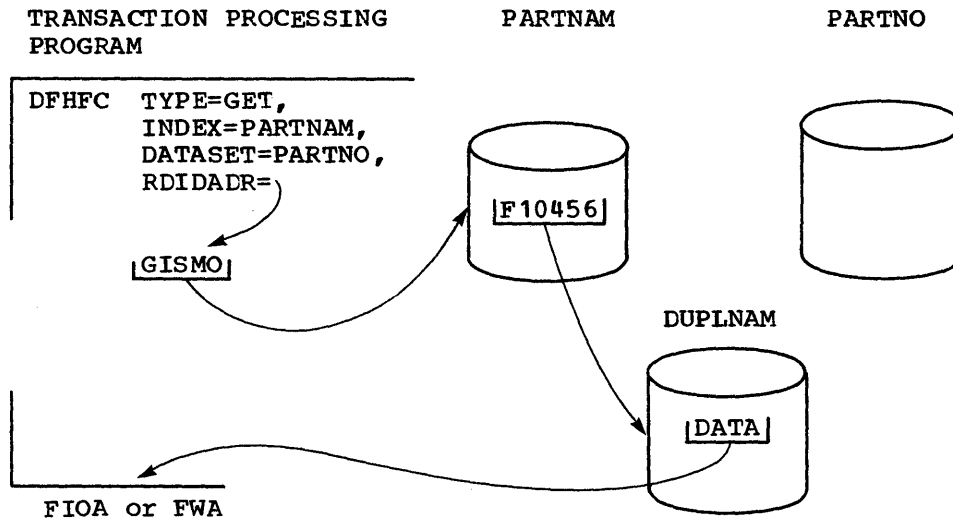 TRANSACTION PROCESSING PROGRAM
PARTNAM
PARTNO
DFHFC TYPE=GET,
INDEX=PARTNAM,
DATASET=PARTNO,
RDIDADR=
GISMO
F10456
DUPLNAM
DATA
FIOA or FWA